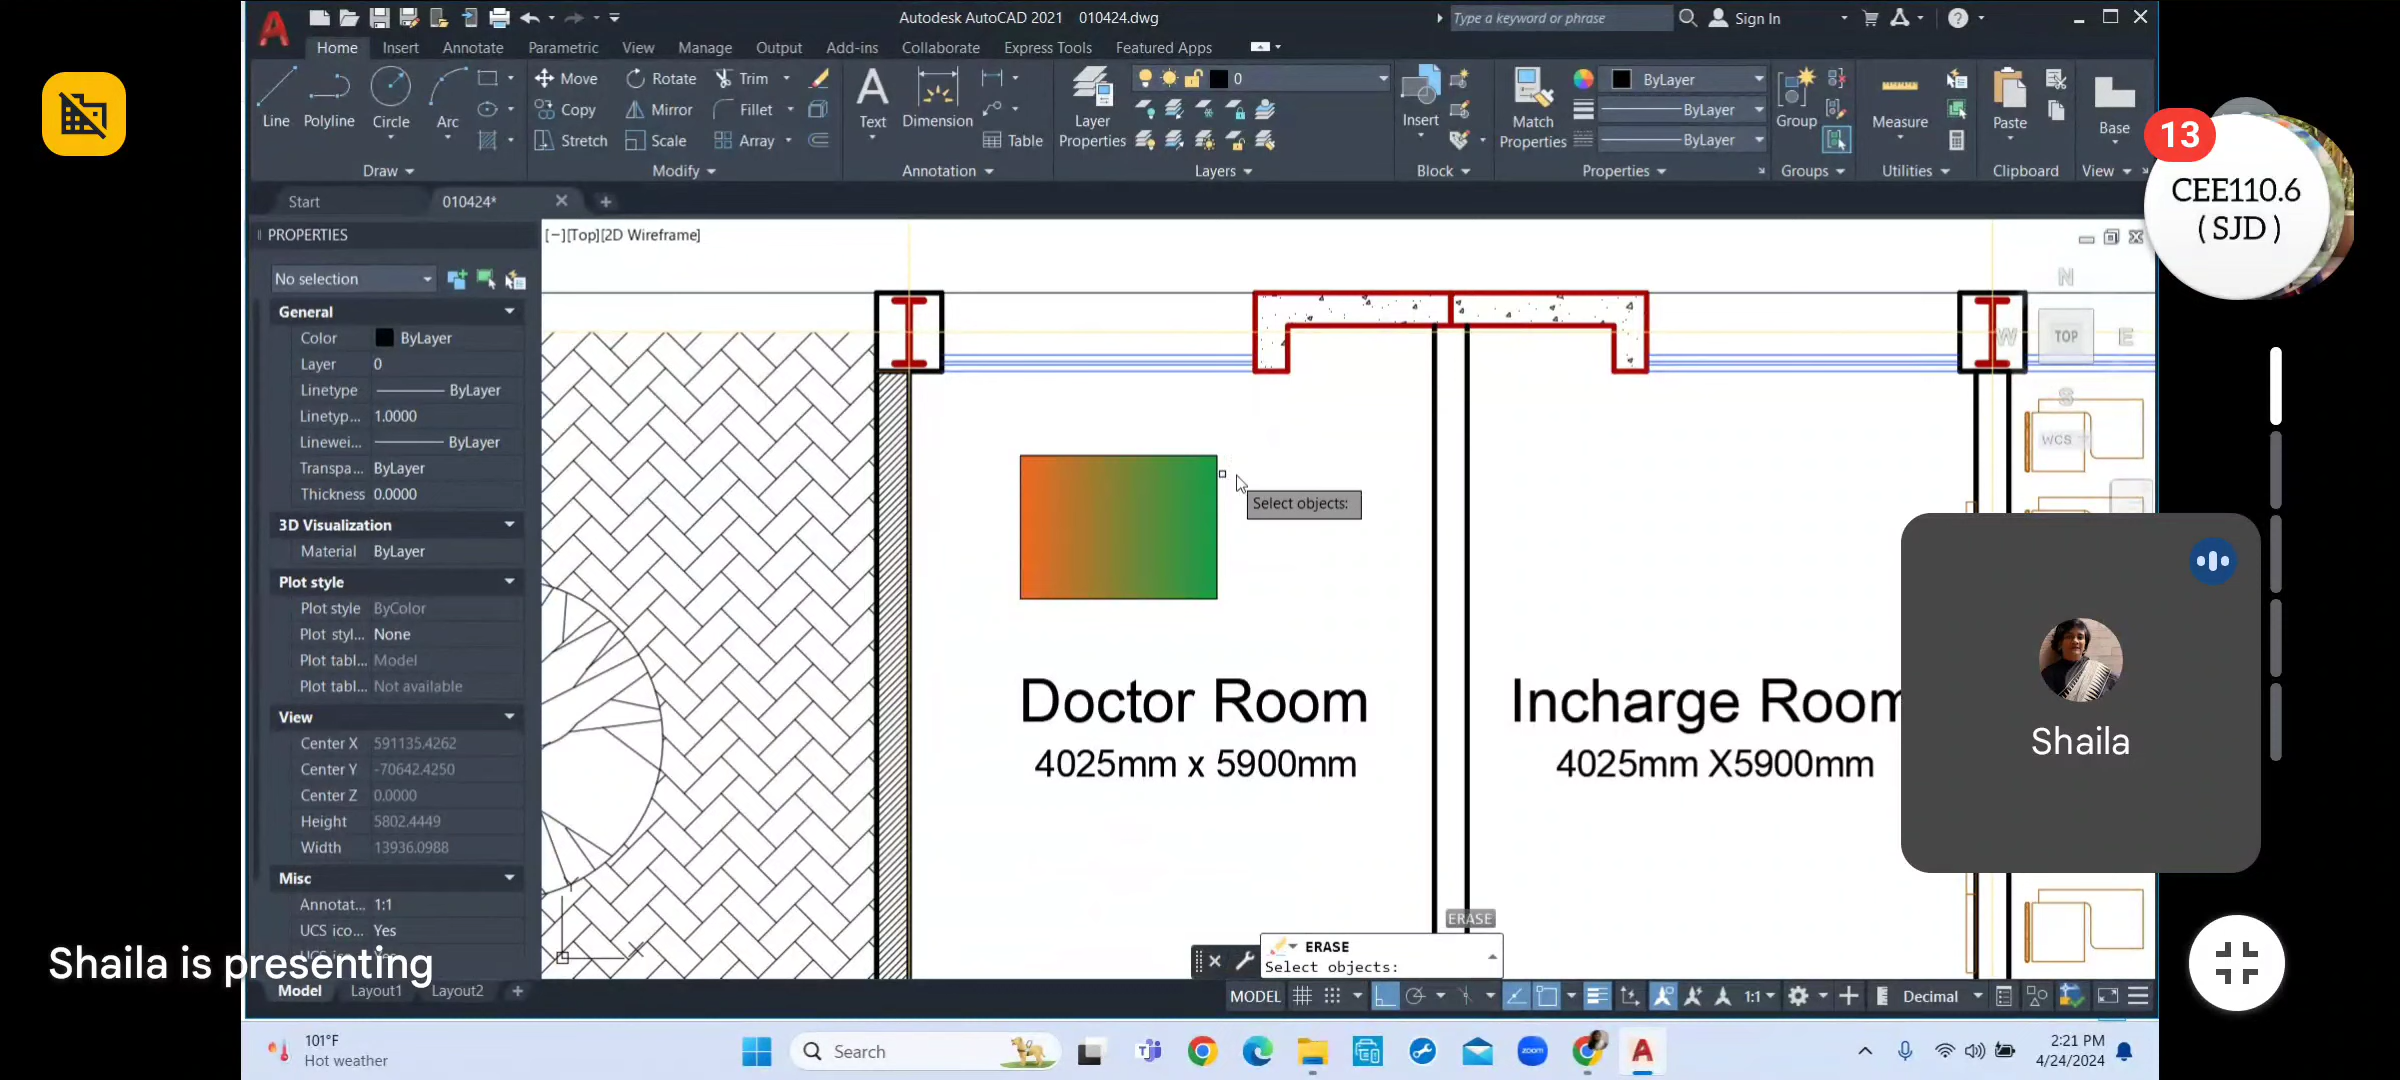 Autodesk AutoCAD 2021 010424.dwg
Type a keyword or phrase
Sign In
Home Insert Annotate Parametric View Manage Output Add-ins Collaborate Express Tools Featured Apps
Line Polyline Circle Arc
Move Rotate Trim
Copy Mirror Fillet
Stretch Scale Array
Text Dimension
Table
Layer Properties
0
Insert
Match Properties
ByLayer
ByLayer
ByLayer
Group
Measure
Paste
Base
Draw Modify Annotation Layers Block Properties Groups Utilities Clipboard View
Start 010424*
PROPERTIES
No selection
General
Color ByLayer
Layer 0
Linetype ByLayer
Linetyp... 1.0000
Linewei... ByLayer
Transpa... ByLayer
Thickness 0.0000
3D Visualization
Material ByLayer
Plot style
Plot style ByColor
Plot styl... None
Plot tabl... Model
Plot tabl... Not available
View
Center X 591135.4262
Center Y -70642.4250
Center Z 0.0000
Height 5802.4449
Width 13936.0988
Misc
Annotat... 1:1
UCS ico... Yes
[−][Top][2D Wireframe]
N
W TOP E
S
WCS
Select objects:
Doctor Room
4025mm x 5900mm
Incharge Room
4025mm X5900mm
X
ERASE
ERASE
Select objects:
Model Layout1 Layout2
MODEL
1:1
Decimal
Shaila is presenting
13
CEE110.6
( SJD )
Shaila
101°F
Hot weather
Search
zoom
2:21 PM
4/24/2024